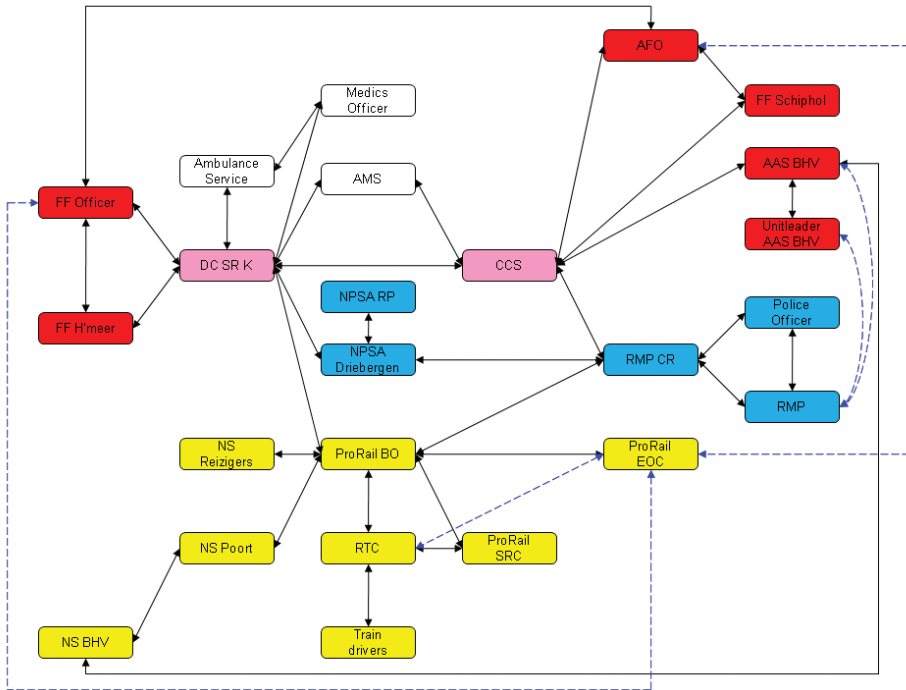 AFO
Medics
Officer
FF Schiphol
Ambulance
Service
AMS
AAS BHV
FF Officer
Unitleader
AAS BHV
DC SR K
CCS
NPSA RP
Police
Officer
FF H'meer
NPSA
Driebergen
RMP CR
RMP
NS
Reizigers
ProRail BO
ProRail
EOC
NS Poort
RTC
ProRail
SRC
NS BHV
Train
drivers